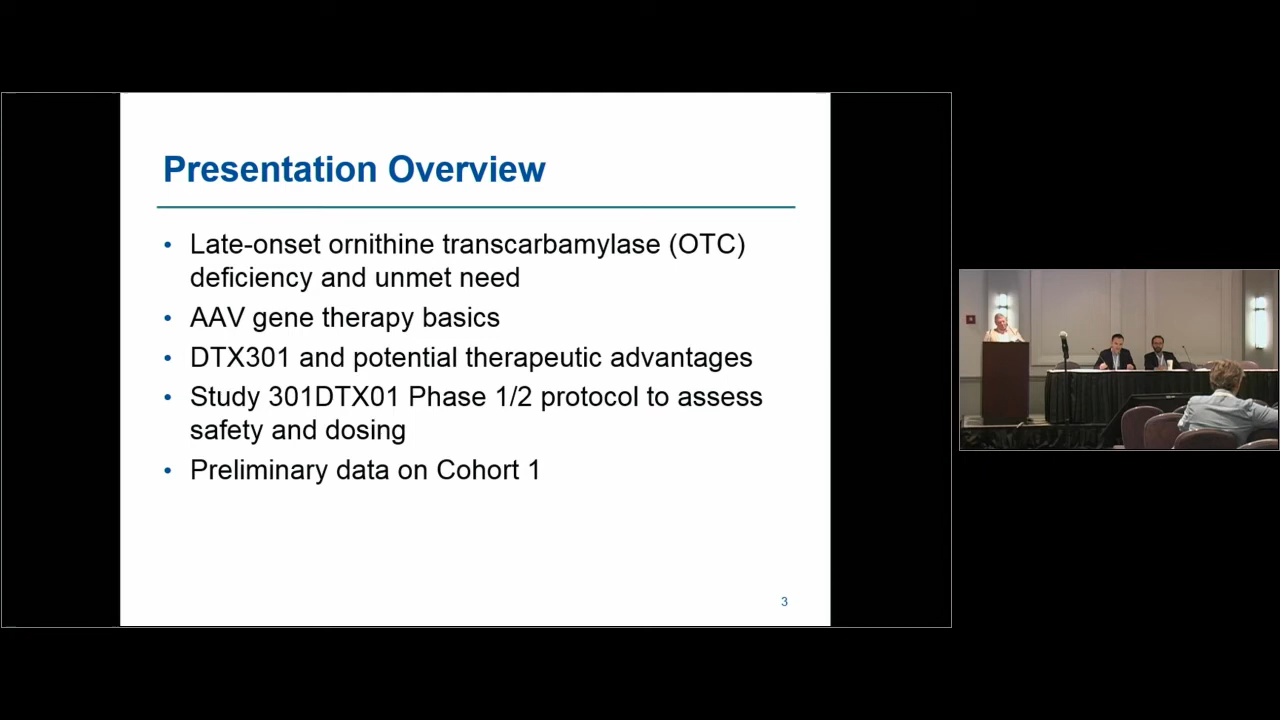 Presentation Overview
• Late-onset ornithine transcarbamylase (OTC)
deficiency and unmet need
• AAV gene therapy basics
• DTX301 and potential therapeutic advantages
• Study 301DTX01 Phase 1/2 protocol to assess
safety and dosing
• Preliminary data on Cohort 1
3